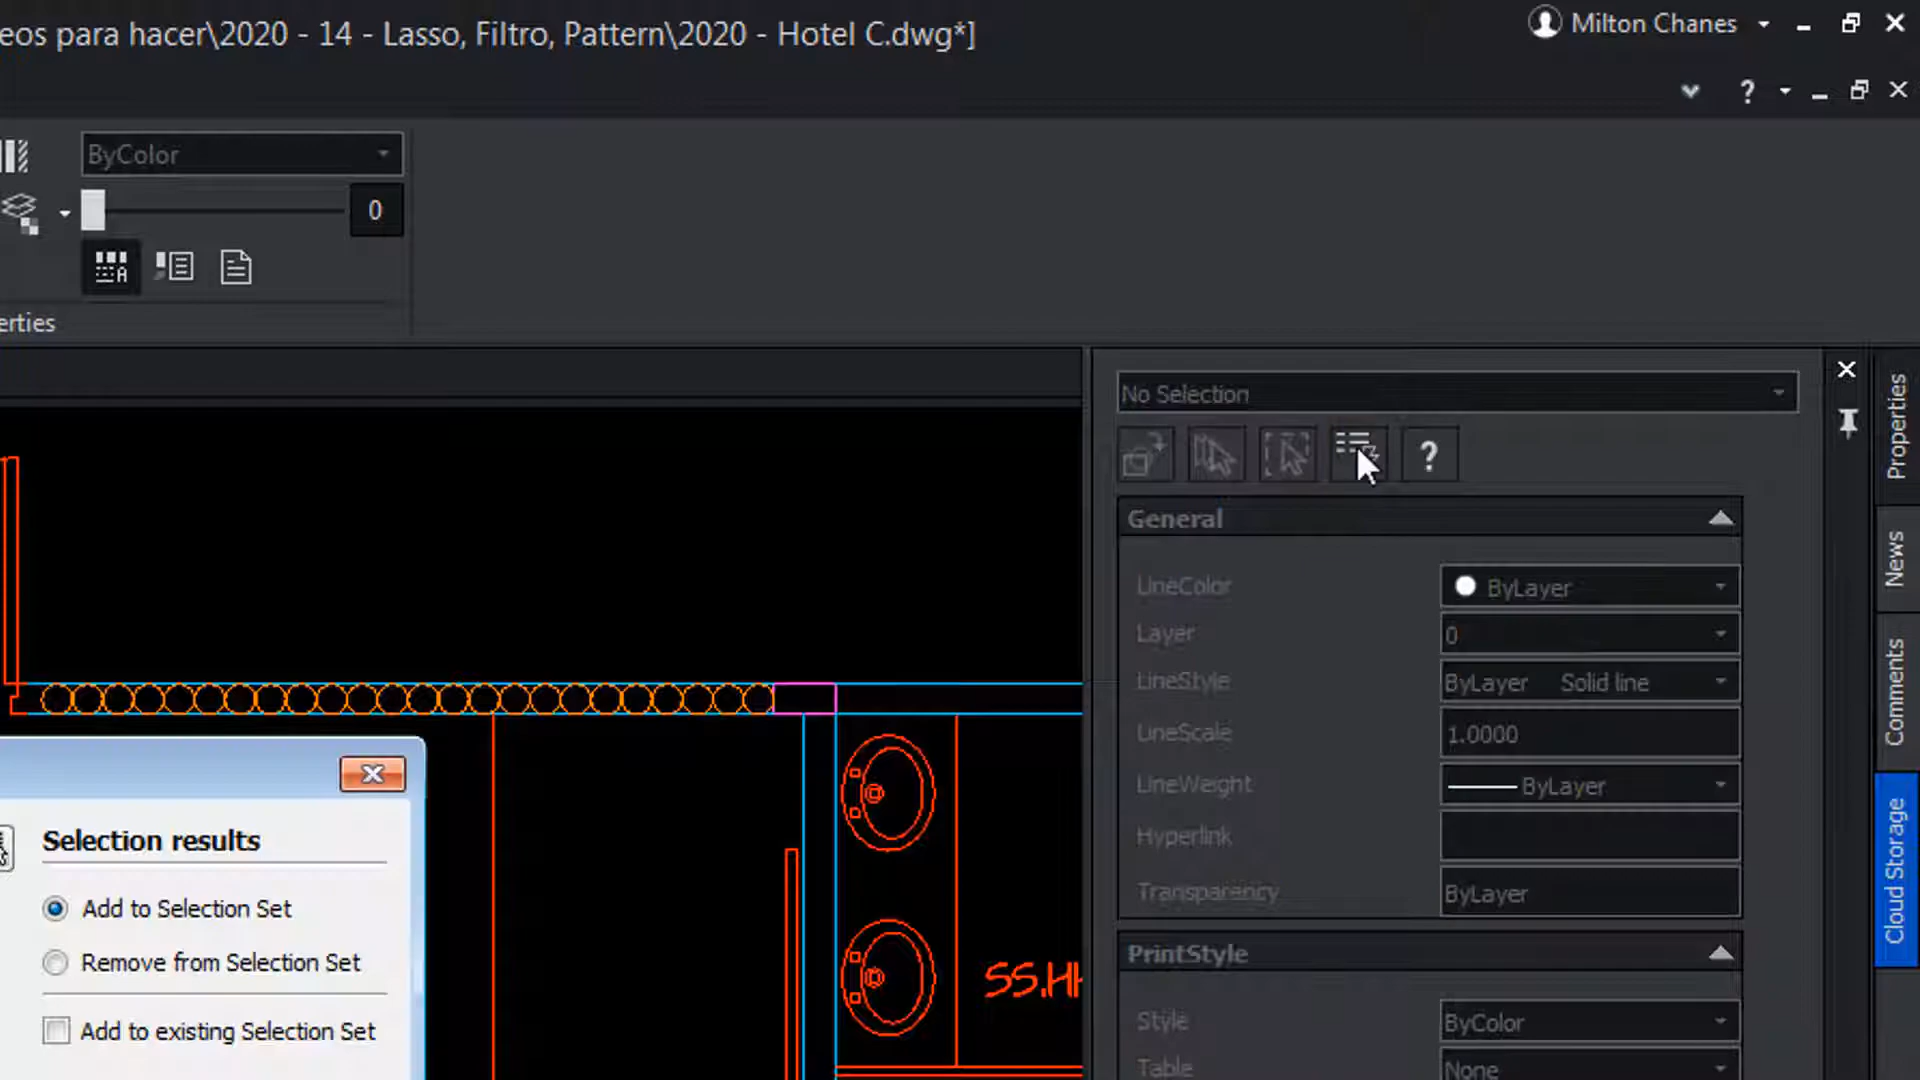 eos para hacer\2020 - 14 - Lasso, Filtro, Pattern\2020 - Hotel C.dwg*]
Milton Chanes
?
ByColor
0
erties
No Selection
?
General
LineColor
ByLayer
Layer
0
LineStyle
ByLayer Solid line
LineScale
1.0000
LineWeight
ByLayer
Hyperlink
Transparency
ByLayer
PrintStyle
Style
ByColor
Table
None
Properties
News
Comments
Cloud Storage
Selection results
Add to Selection Set
Remove from Selection Set
Add to existing Selection Set
SS.HH